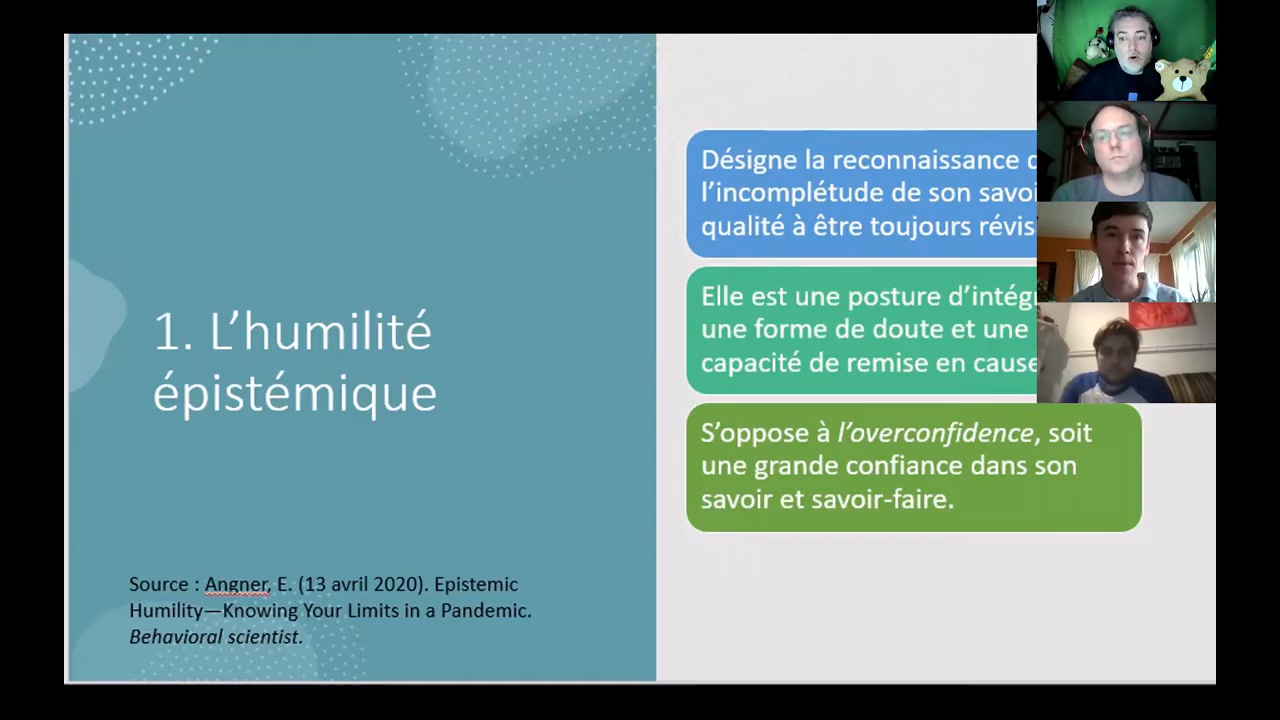 1. L’humilité
épistémique
Source : Angner, E. (13 avril 2020). Epistemic
Humility—Knowing Your Limits in a Pandemic.
Behavioral scientist.
Désigne la reconnaissance
l’incomplétude de son
qualité à être toujours
Elle est une posture
une forme de doute et une
capacité de remise en cause
S’oppose à l’overconfidence, soit
une grande confiance dans son
savoir et savoir-faire.